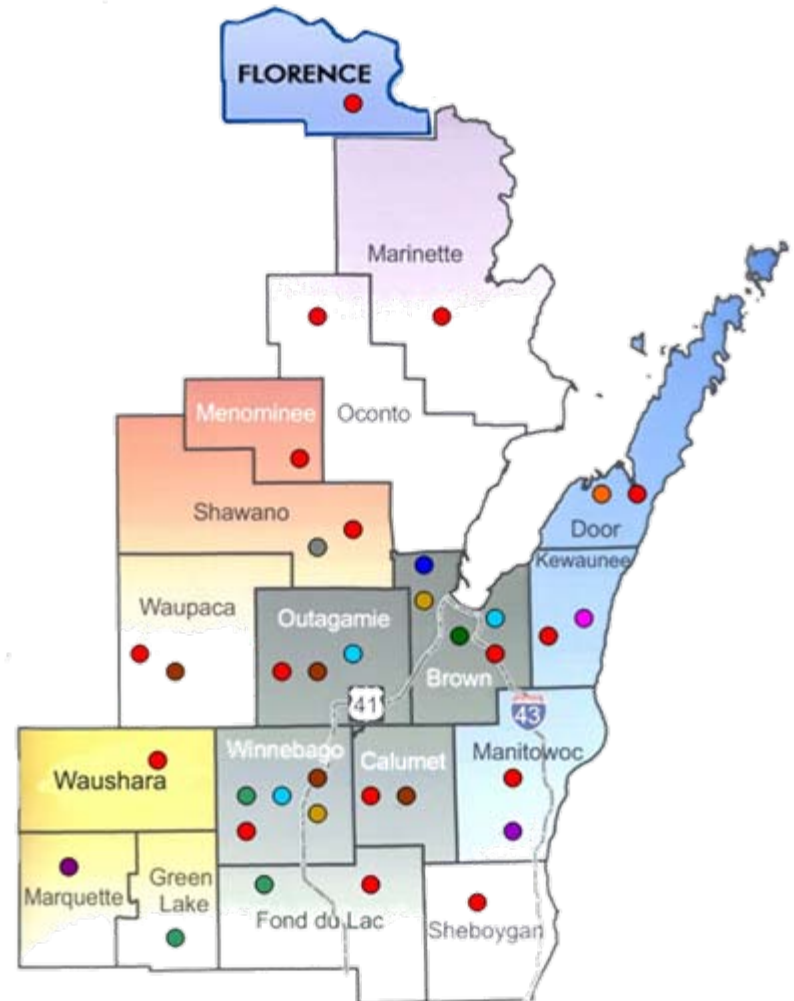 FLORENCE
Marinette
Menominee
Oconto
Shawano
Door
Kewaunee
Waupaca
Outagamie
Brown
41
43
Winnebago
Calumet
Manitowoc
Waushara
Marquette
Green
Lake
Fond du Lac
Sheboygan